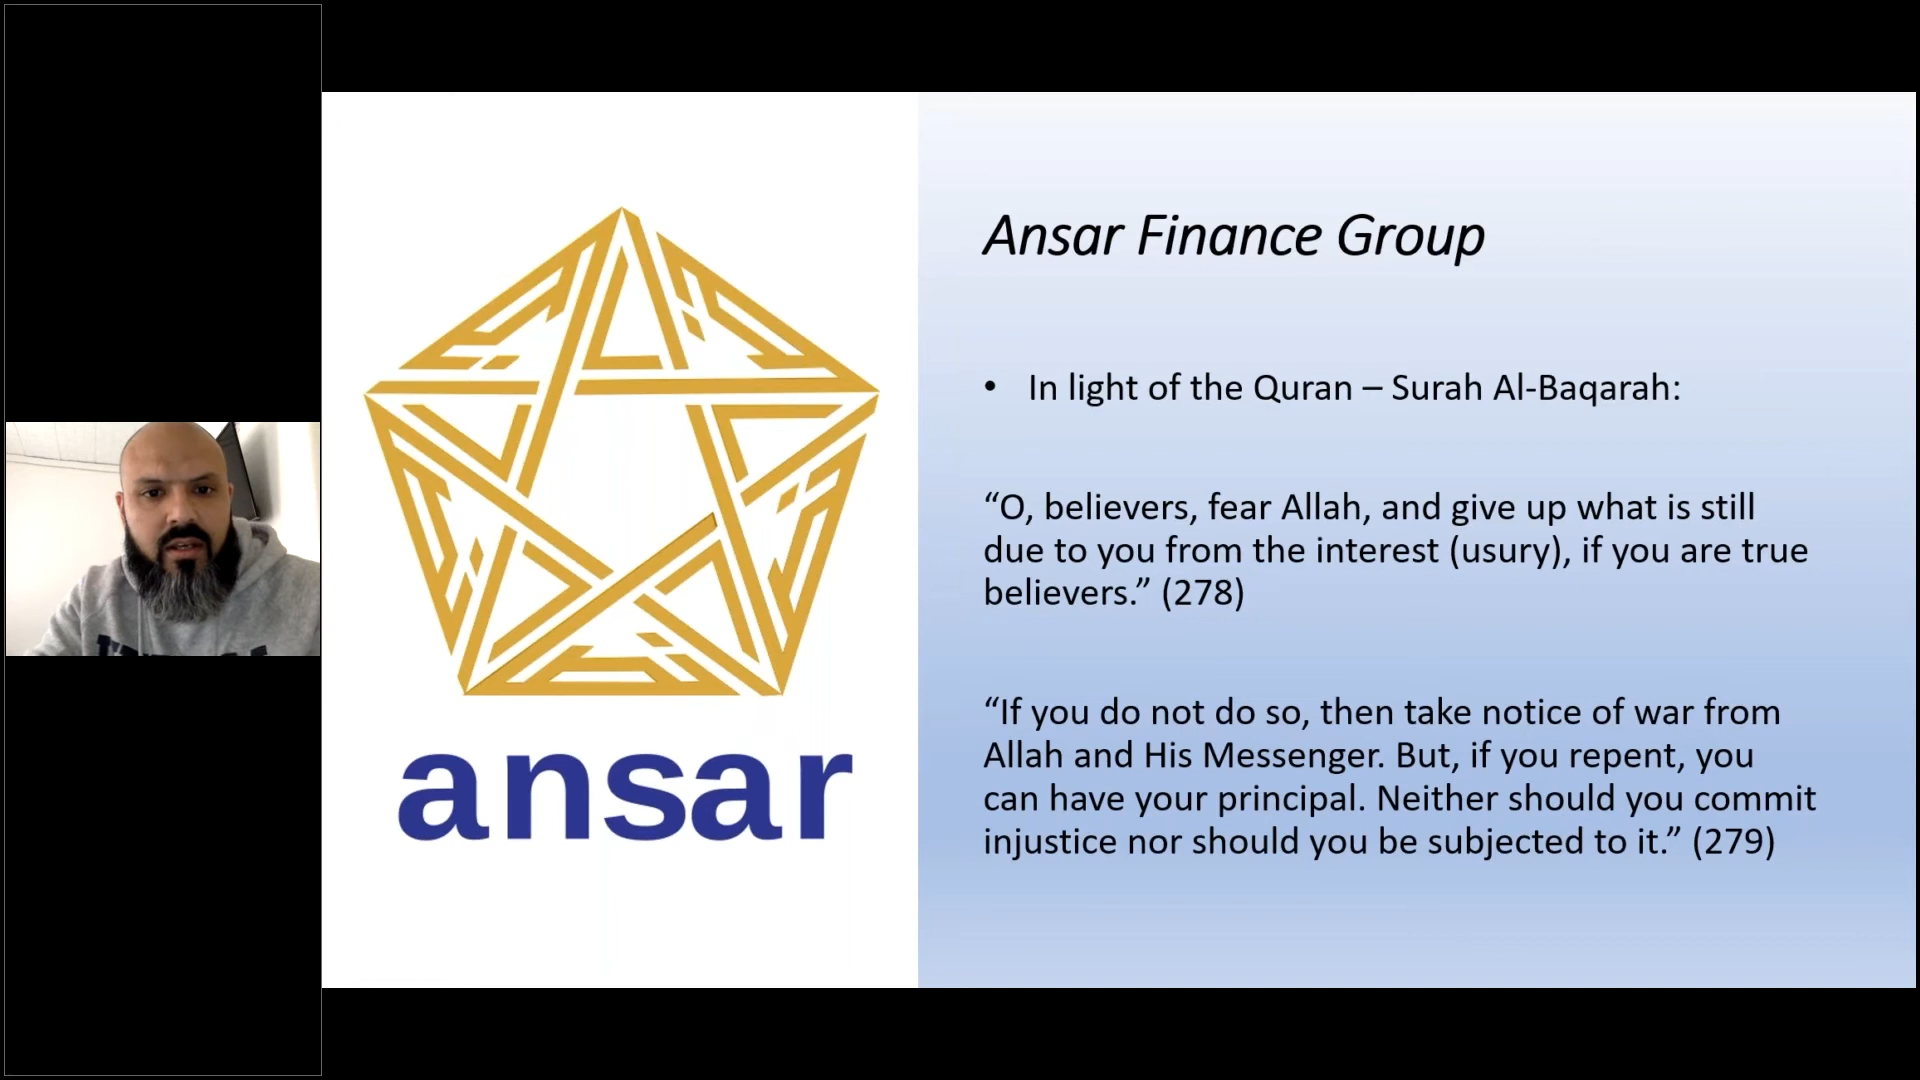 Ansar Finance Group
• In light of the Quran – Surah Al-Baqarah:
“O, believers, fear Allah, and give up what is still
due to you from the interest (usury), if you are true
believers.” (278)
“If you do not do so, then take notice of war from
Allah and His Messenger. But, if you repent, you
can have your principal. Neither should you commit
injustice nor should you be subjected to it.” (279)
ansar